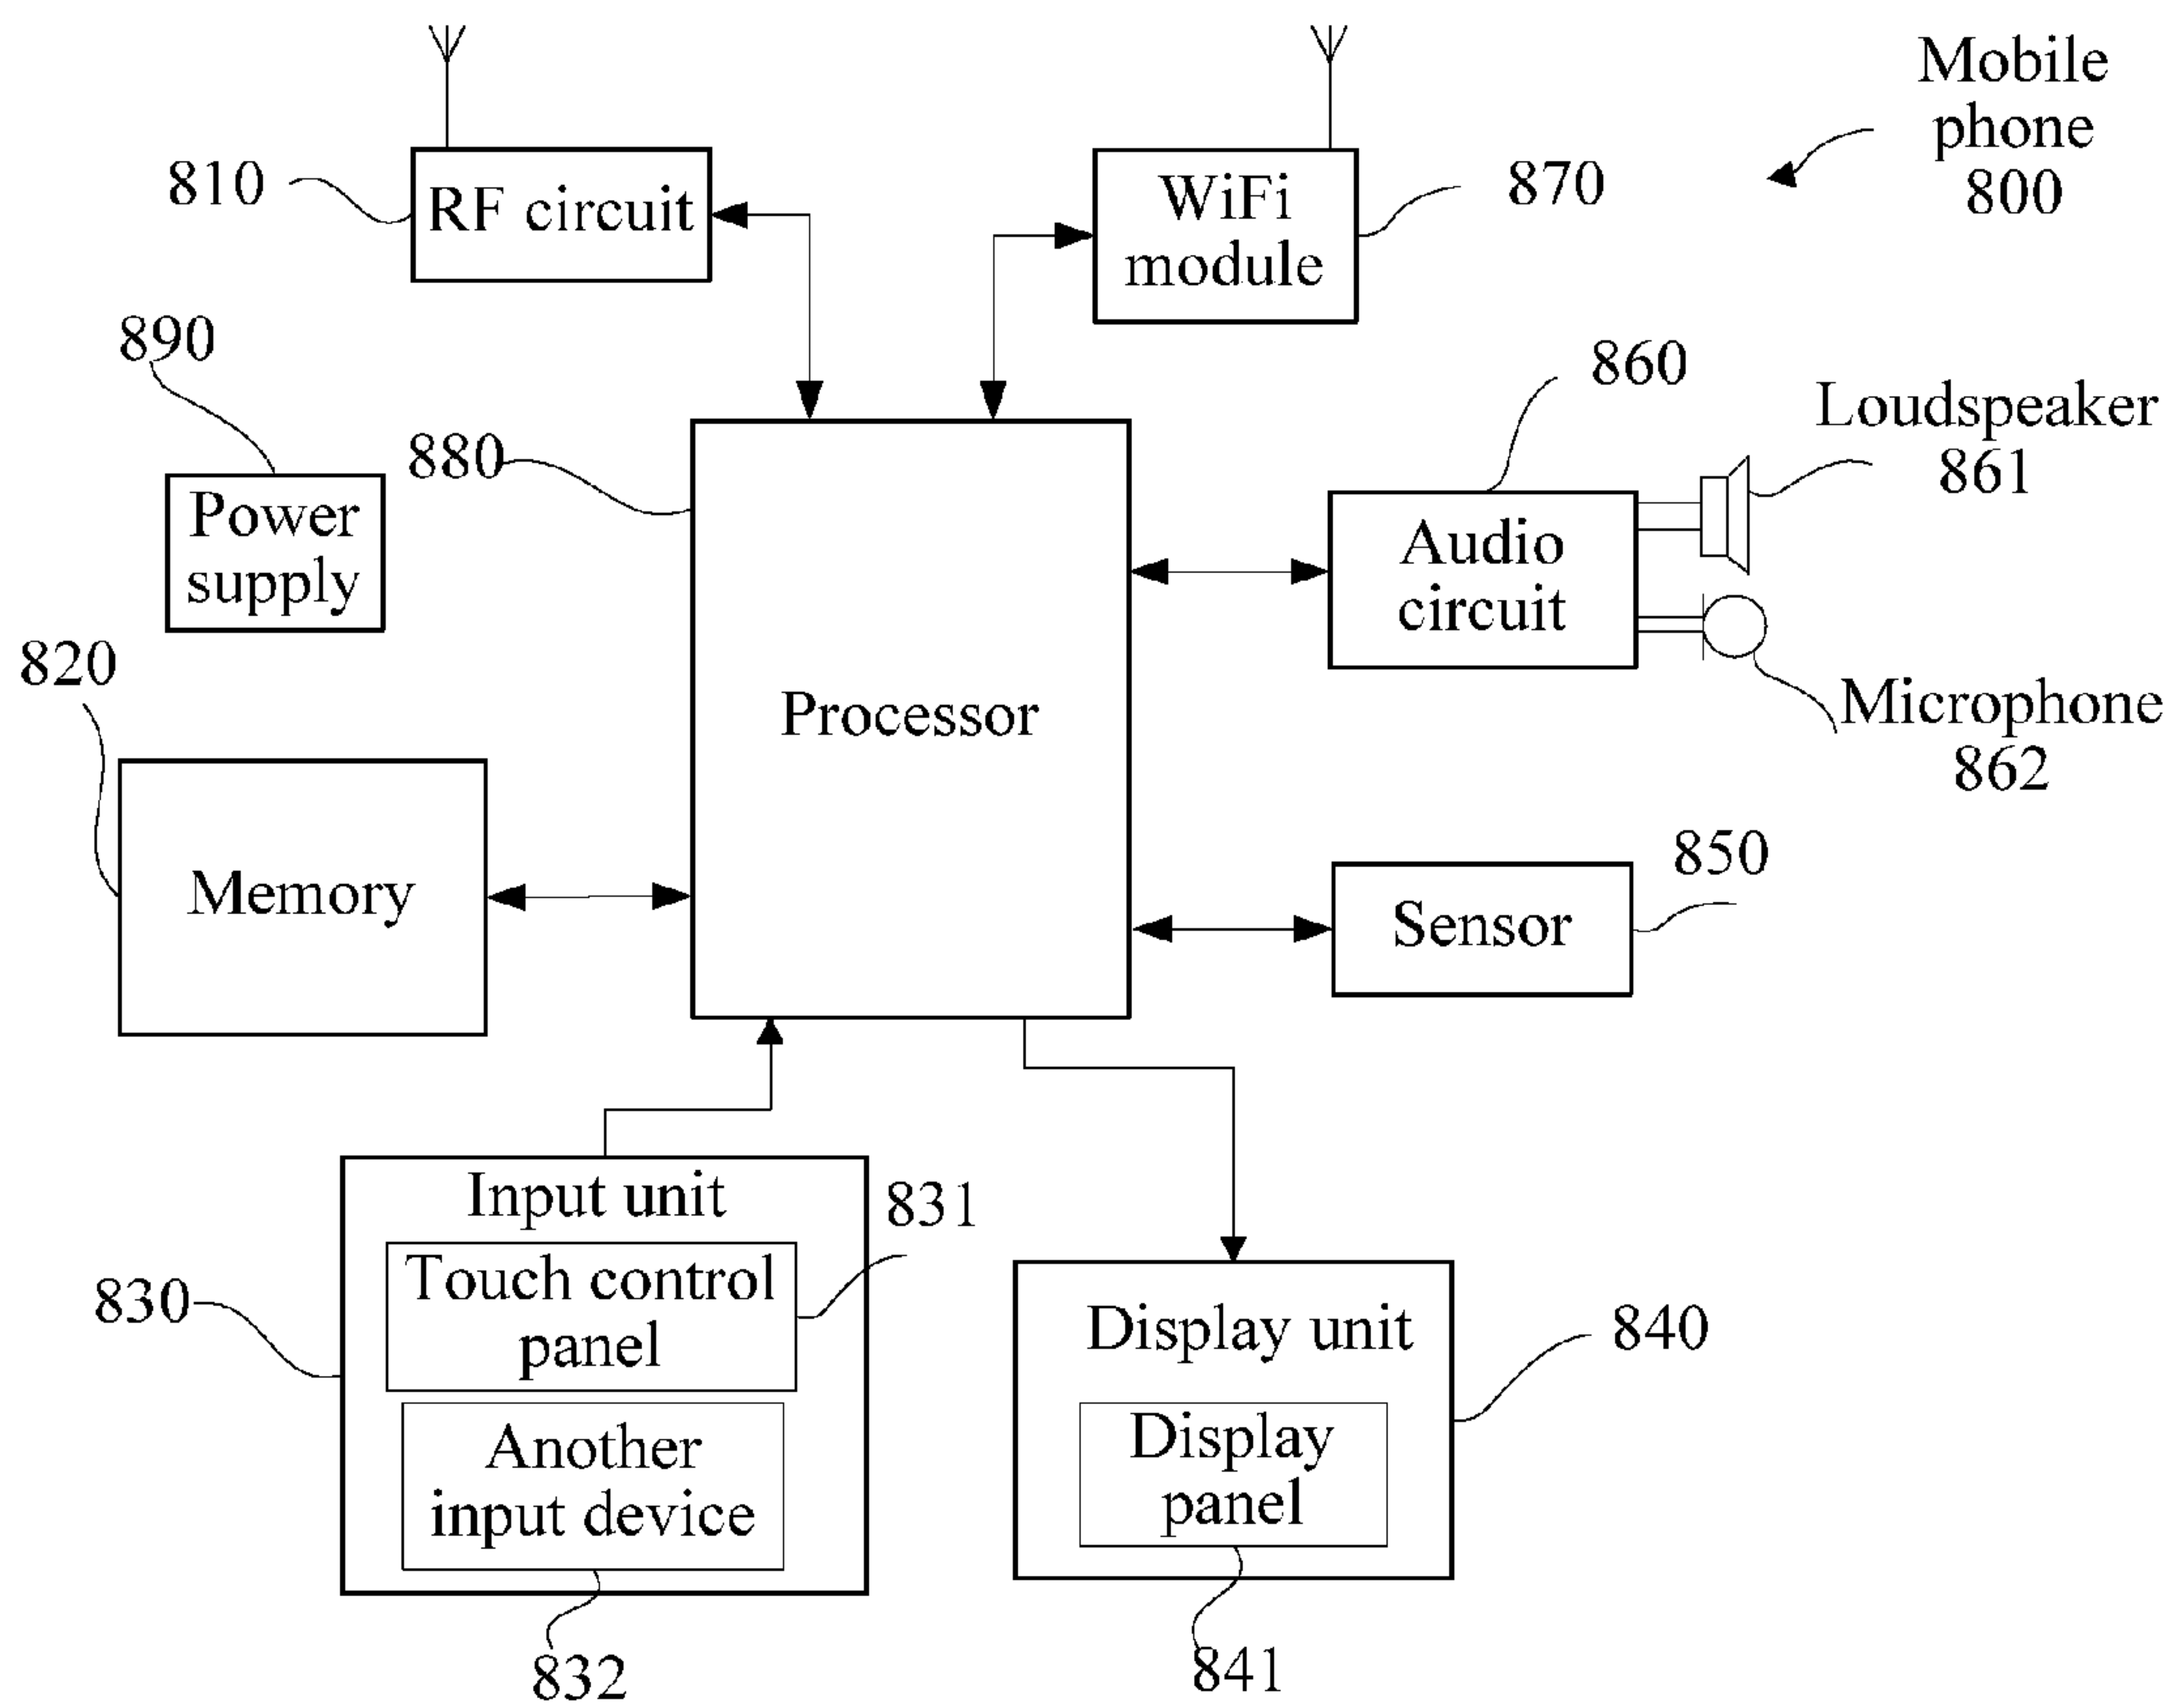 Mobile
phone
800
810
RF circuit
WiFi
module
870
890
860
Loudspeaker
861
880
Power
supply
Audio
circuit
820
Processor
Microphone
862
Memory
850
Sensor
Input unit
831
Touch control
panel
830
Display unit
840
Another
input device
Display
panel
832
841